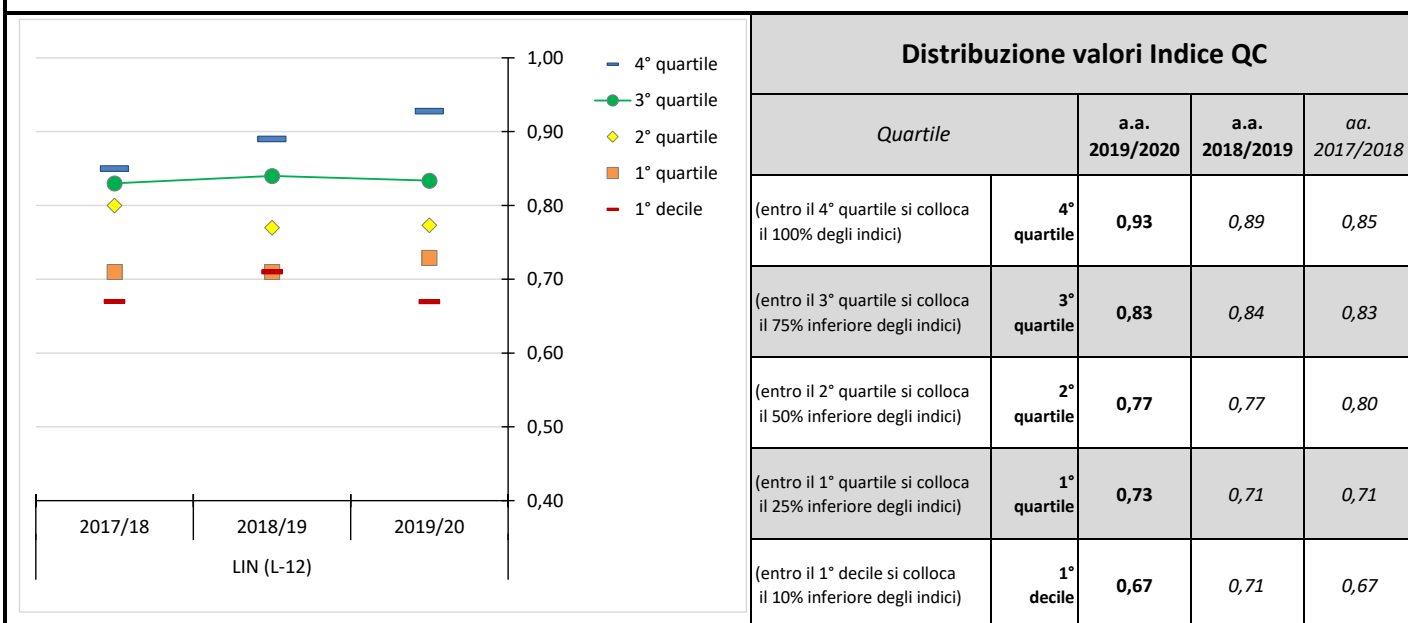 1,00
0,90
0,80
0,70
0,60
0,50
0,40
2017/18 2018/19 2019/20
LIN (L-12)
4° quartile
3° quartile
2° quartile
1° quartile
1° decile
Distribuzione valori Indice QC
Quartile a.a. 2019/2020 a.a. 2018/2019 aa. 2017/2018
(entro il 4° quartile si colloca
il 100% degli indici)
4°
quartile
0,93 0,89 0,85
(entro il 3° quartile si colloca
il 75% inferiore degli indici)
3°
quartile
0,83 0,84 0,83
(entro il 2° quartile si colloca
il 50% inferiore degli indici)
2°
quartile
0,77 0,77 0,80
(entro il 1° quartile si colloca
il 25% inferiore degli indici)
1°
quartile
0,73 0,71 0,71
(entro il 1° decile si colloca
il 10% inferiore degli indici)
1°
decile
0,67 0,71 0,67